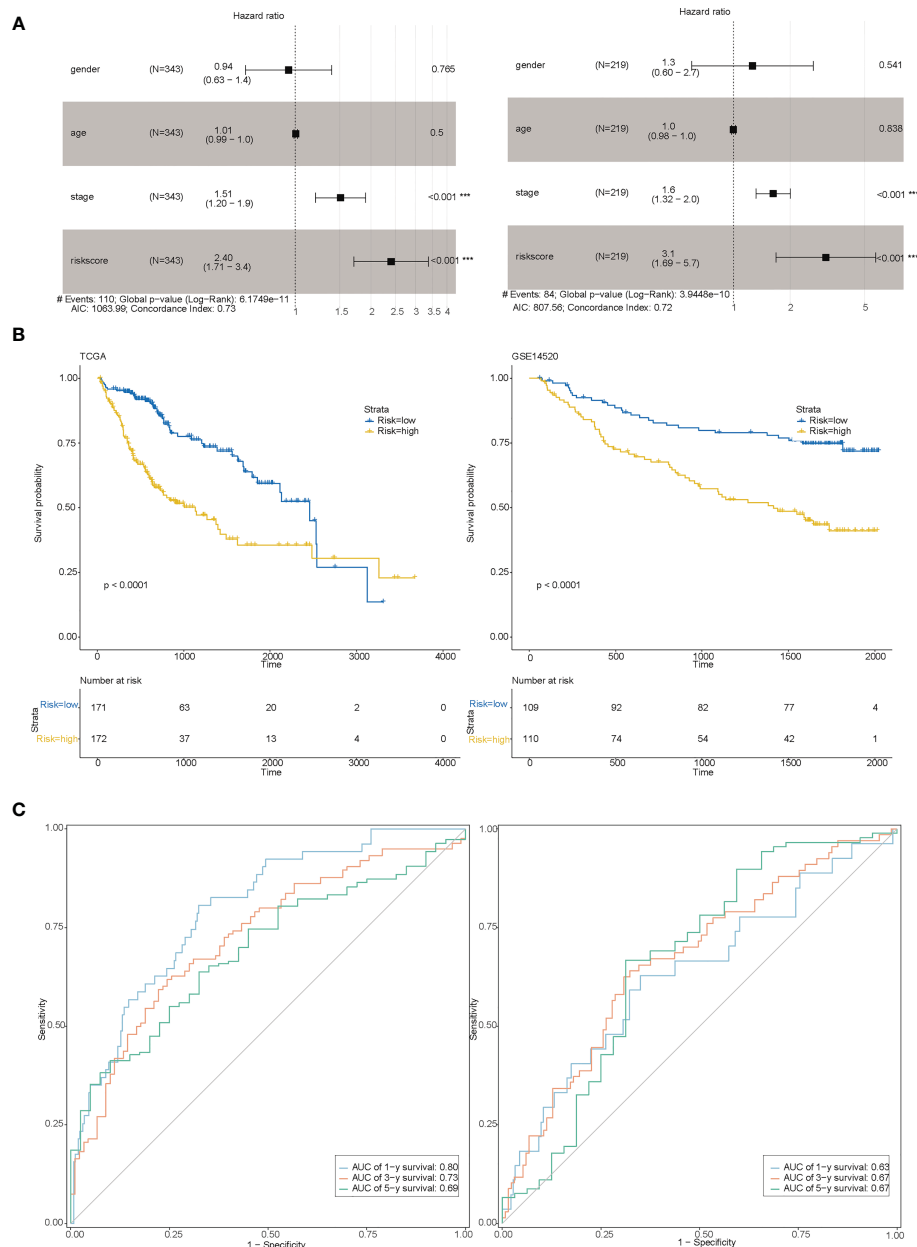 A
Hazard ratio
gender (N=343) 0.94 (0.63 − 1.4) 0.765
age (N=343) 1.01 (0.99 − 1.0) 0.5
stage (N=343) 1.51 (1.20 − 1.9) <0.001 ***
riskscore (N=343) 2.40 (1.71 − 3.4) <0.001 ***
# Events: 110; Global p−value (Log−Rank): 6.1749e−11
AIC: 1063.99; Concordance Index: 0.73
1 1.5 2 2.5 3 3.5 4
Hazard ratio
gender (N=219) 1.3 (0.60 − 2.7) 0.541
age (N=219) 1.0 (0.98 − 1.0) 0.838
stage (N=219) 1.6 (1.32 − 2.0) <0.001 ***
riskscore (N=219) 3.1 (1.69 − 5.7) <0.001 ***
# Events: 84; Global p−value (Log−Rank): 3.9448e−10
AIC: 807.56; Concordance Index: 0.72
1 2 5
B
TCGA
Strata
Risk=low
Risk=high
Survival probability
1.00
0.75
0.50
0.25
0.00
p < 0.0001
0 1000 2000 3000 4000
Time
Number at risk
Strata
Risk=low 171 63 20 2 0
Risk=high 172 37 13 4 0
0 1000 2000 3000 4000
Time
GSE14520
Strata
Risk=low
Risk=high
Survival probability
1.00
0.75
0.50
0.25
0.00
p < 0.0001
0 500 1000 1500 2000
Time
Number at risk
Strata
Risk=low 109 92 82 77 4
Risk=high 110 74 54 42 1
0 500 1000 1500 2000
Time
C
Sensitivity
1.00
0.75
0.50
0.25
0.00
AUC of 1−y survival: 0.80
AUC of 3−y survival: 0.73
AUC of 5−y survival: 0.69
0.00 0.25 0.50 0.75 1.00
1 − Specificity
Sensitivity
1.00
0.75
0.50
0.25
0.00
AUC of 1−y survival: 0.63
AUC of 3−y survival: 0.67
AUC of 5−y survival: 0.67
0.00 0.25 0.50 0.75 1.00
1 − Specificity